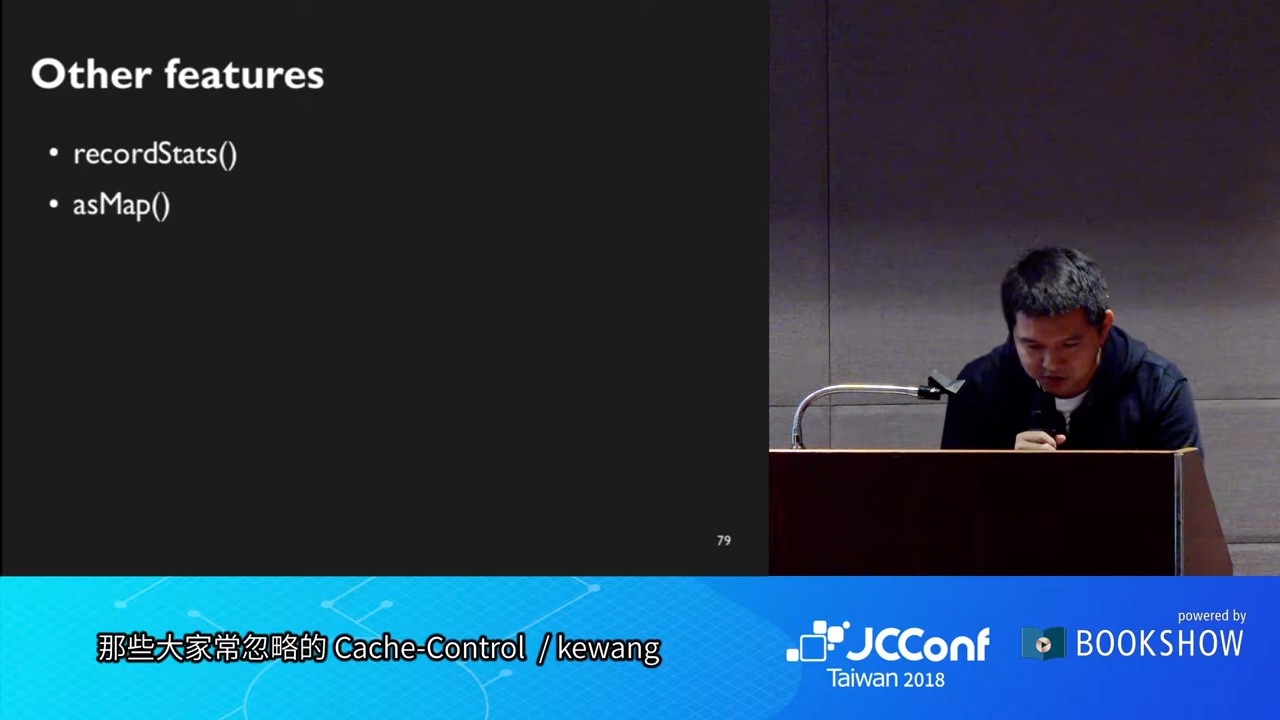 Other features
• recordStats()
• asMap()
79
那些大家常忽略的 Cache-Control / kewang
JCConf
Taiwan 2018
powered by
BOOKSHOW